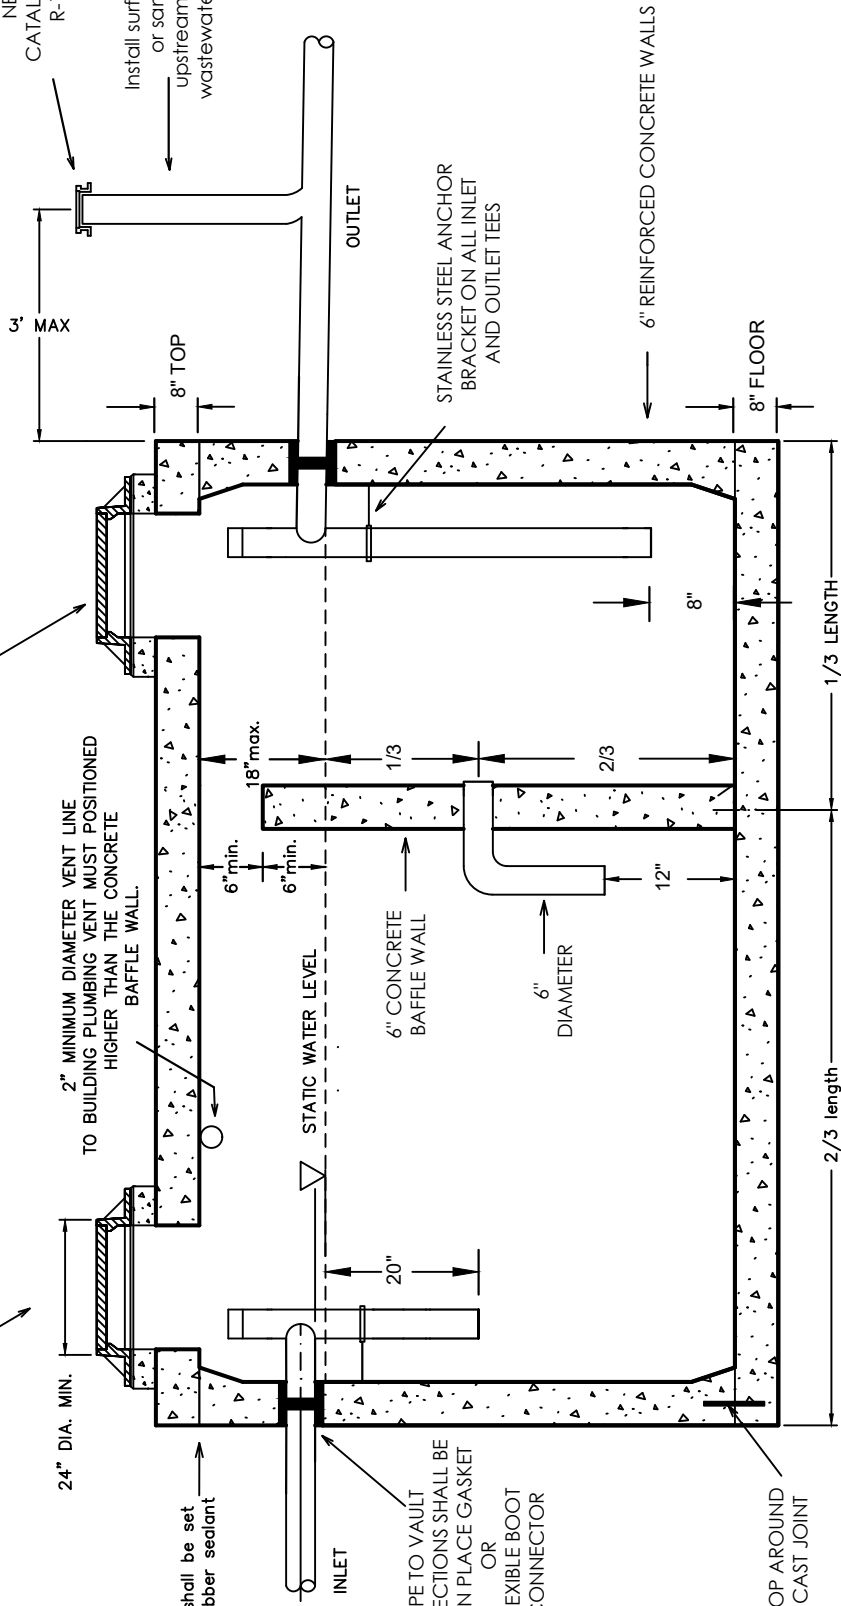 NE
CATAL
R-
Install surf
or sar
upstream
wastewate
3' MAX
8" TOP
OUTLET
STAINLESS STEEL ANCHOR
BRACKET ON ALL INLET
AND OUTLET TEES
6" REINFORCED CONCRETE WALLS
8" FLOOR
8"
1/3 LENGTH
18"max.
1/3
2/3
2" MINIMUM DIAMETER VENT LINE
TO BUILDING PLUMBING VENT MUST POSITIONED
HIGHER THAN THE CONCRETE
BAFFLE WALL.
6"min.
6"min.
12"
6" CONCRETE
BAFFLE WALL
6"
DIAMETER
STATIC WATER LEVEL
2/3 length
20"
24" DIA. MIN.
shall be set
bber sealant
INLET
PE TO VAULT
ECTIONS SHALL BE
N PLACE GASKET
OR
EXIBLE BOOT
CONNECTOR
OP AROUND
CAST JOINT